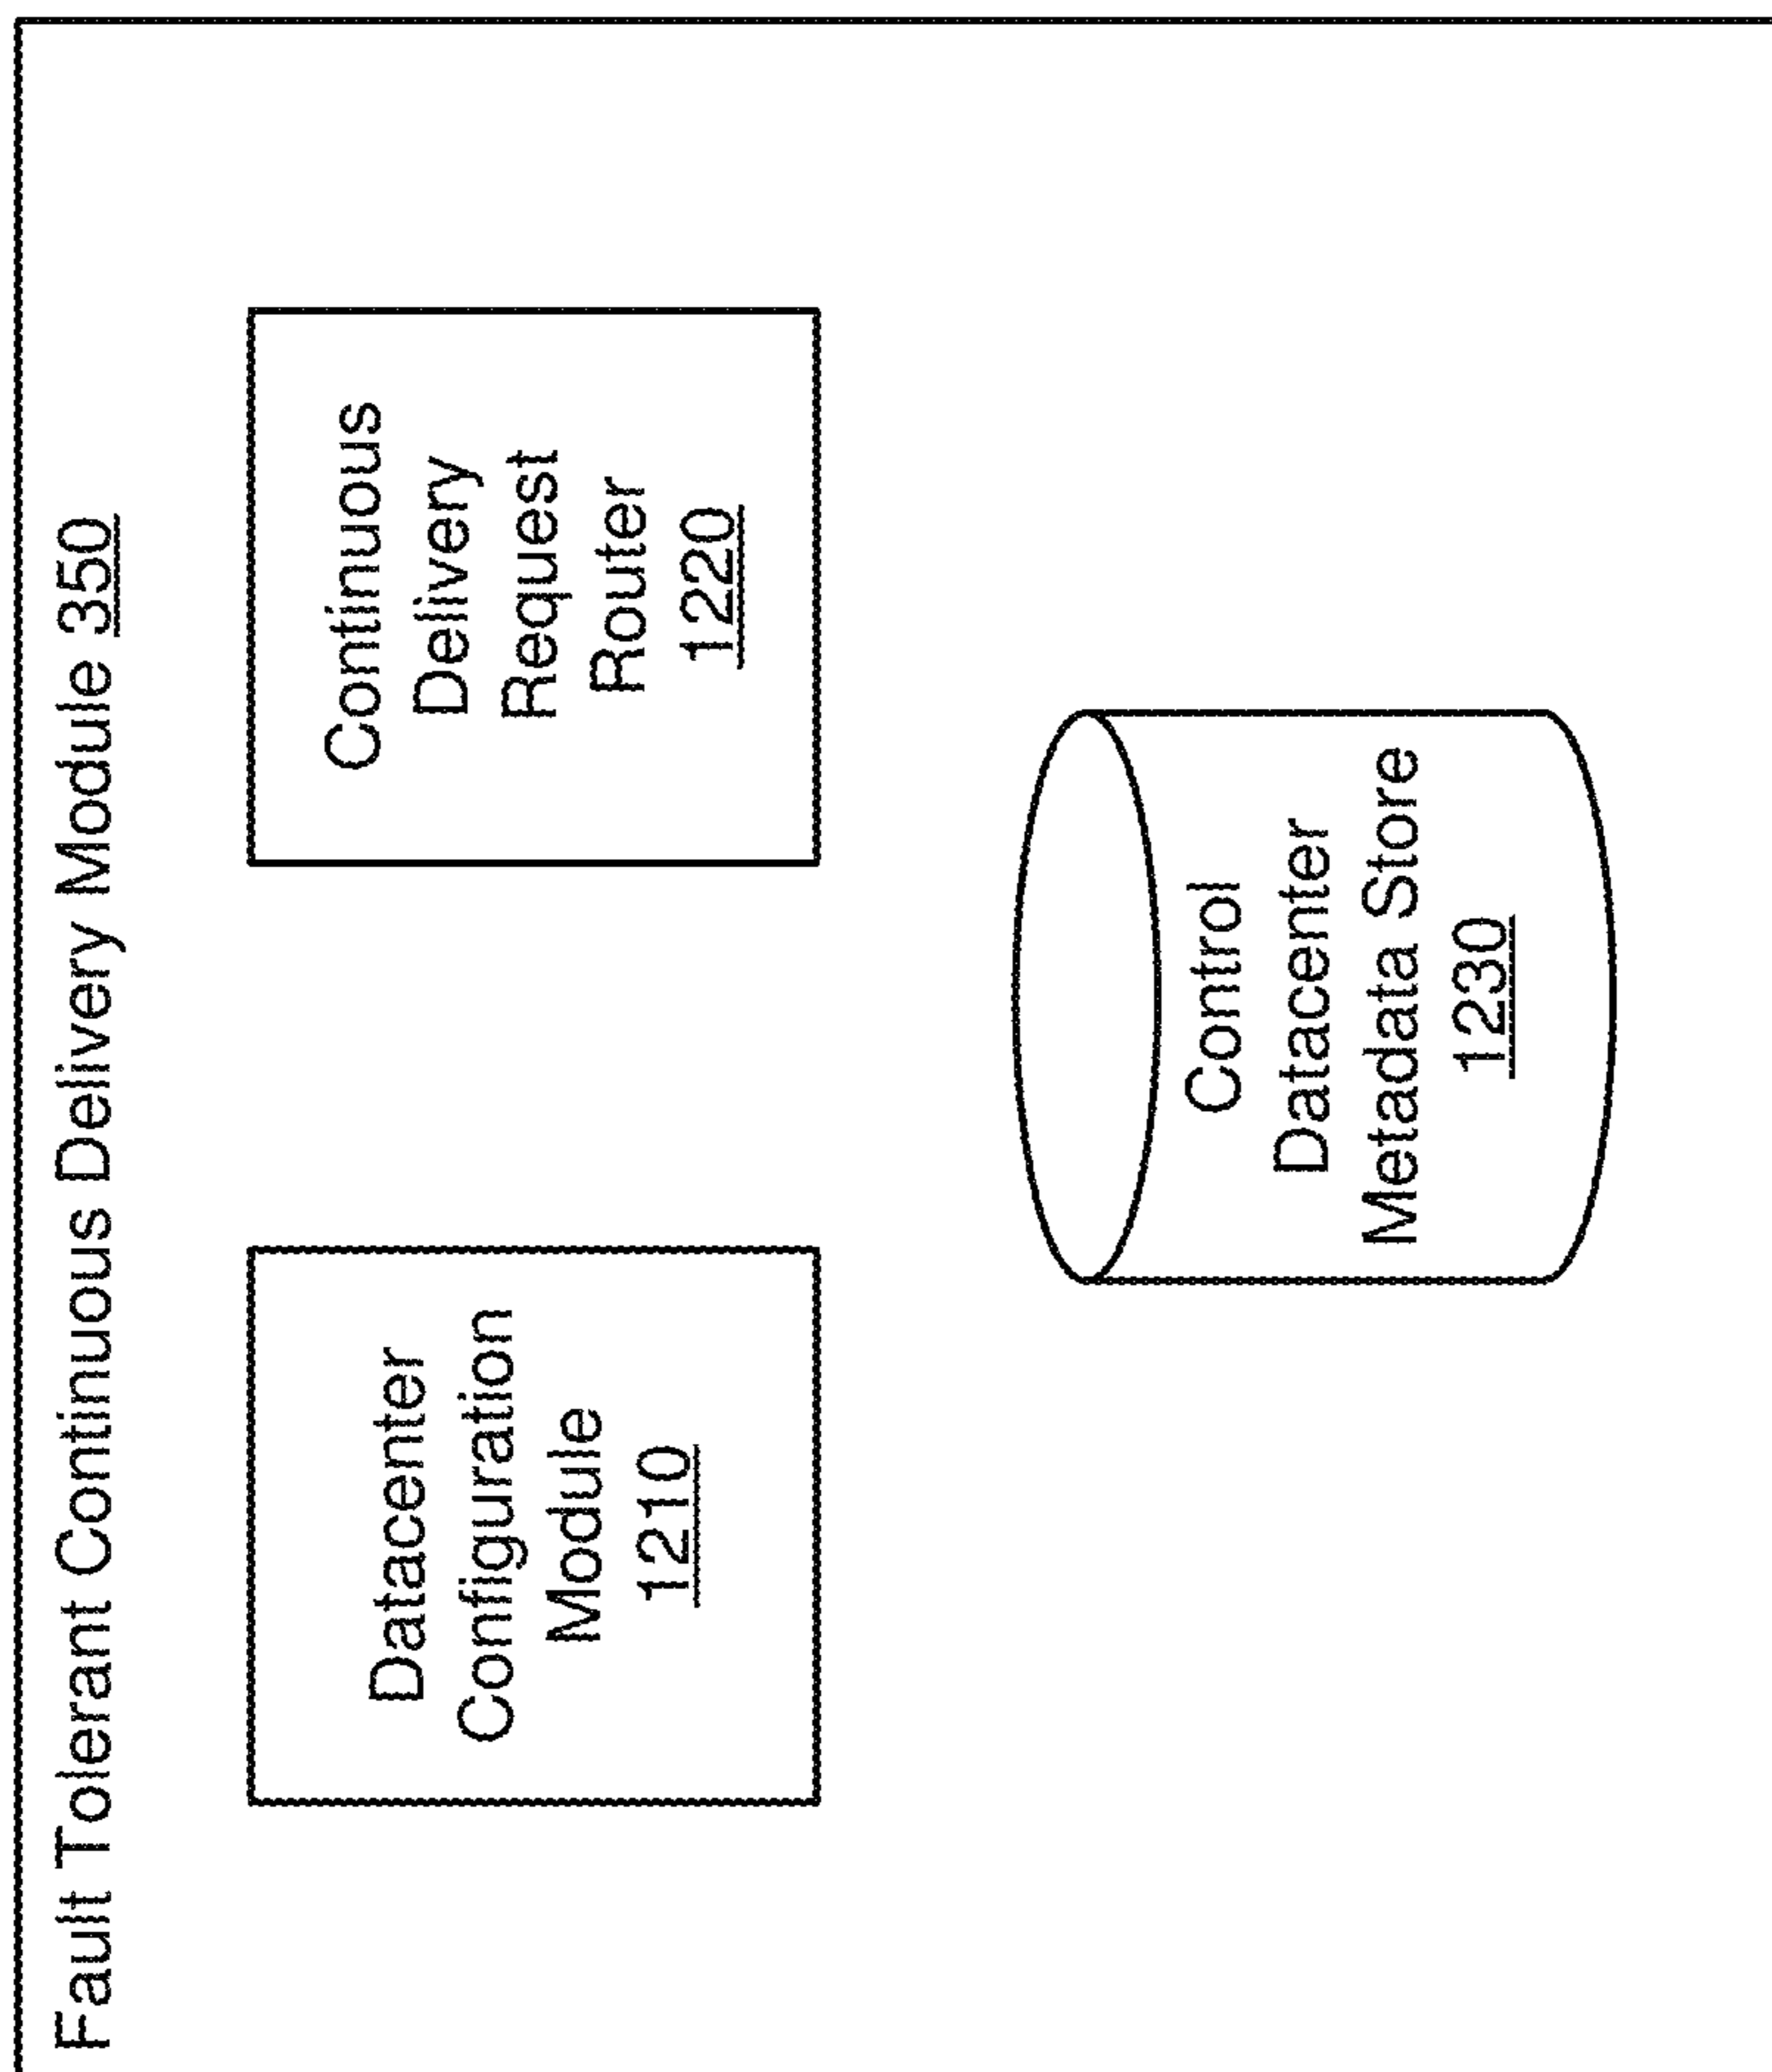 Fault Tolerant Continuous Delivery Module 350
Datacenter
Configuration
Module
1210
Continuous
Delivery
Request
Router
1220
Control
Datacenter
Metadata Store
1230